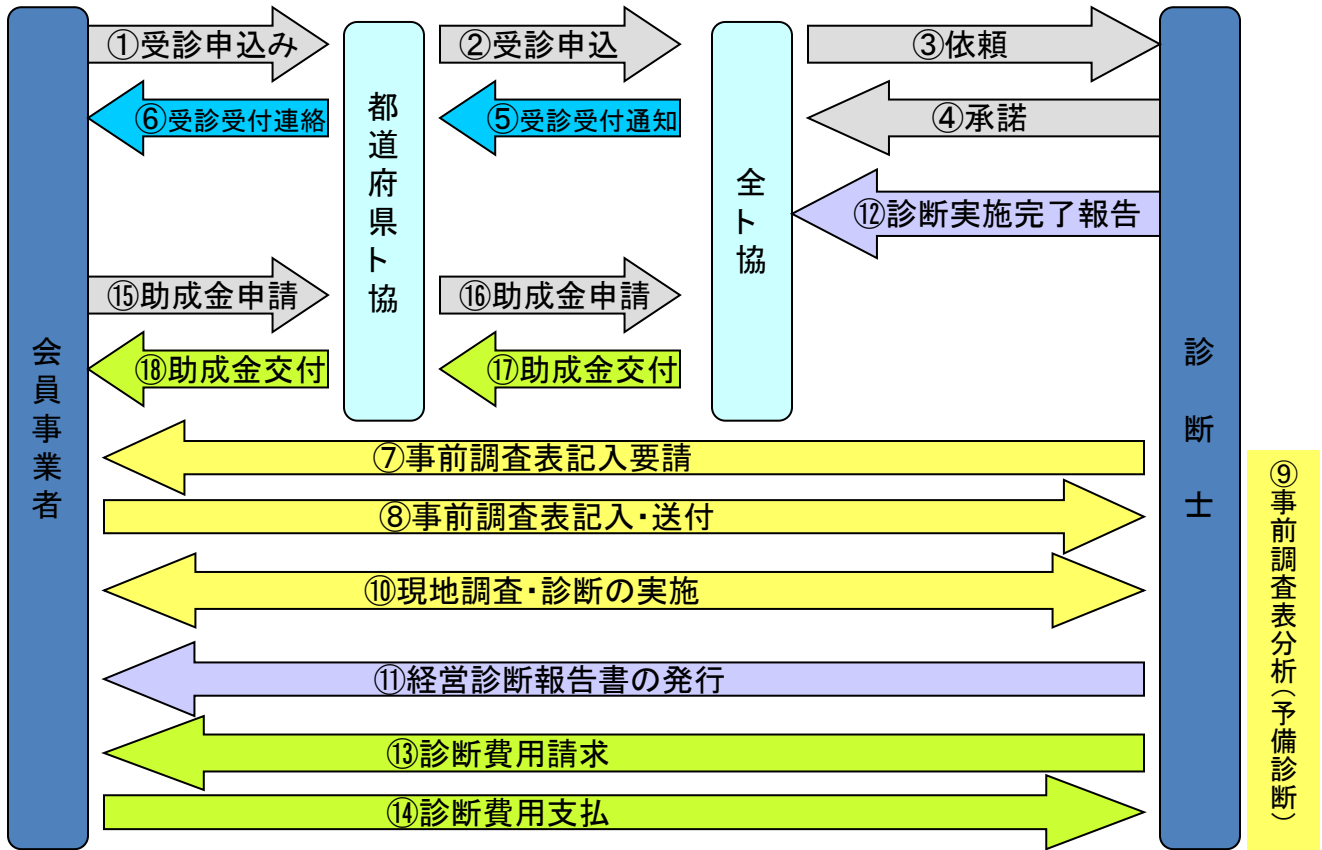 ①受診申込み
②受診申込
③依頼
⑥受診受付連絡
⑤受診受付通知
④承諾
都道府県ト協
全ト協
⑫診断実施完了報告
⑮助成金申請
⑯助成金申請
⑱助成金交付
⑰助成金交付
会員事業者
診断士
⑦事前調査表記入要請
⑧事前調査表記入・送付
⑨事前調査表分析（予備診断）
⑩現地調査・診断の実施
⑪経営診断報告書の発行
⑬診断費用請求
⑭診断費用支払